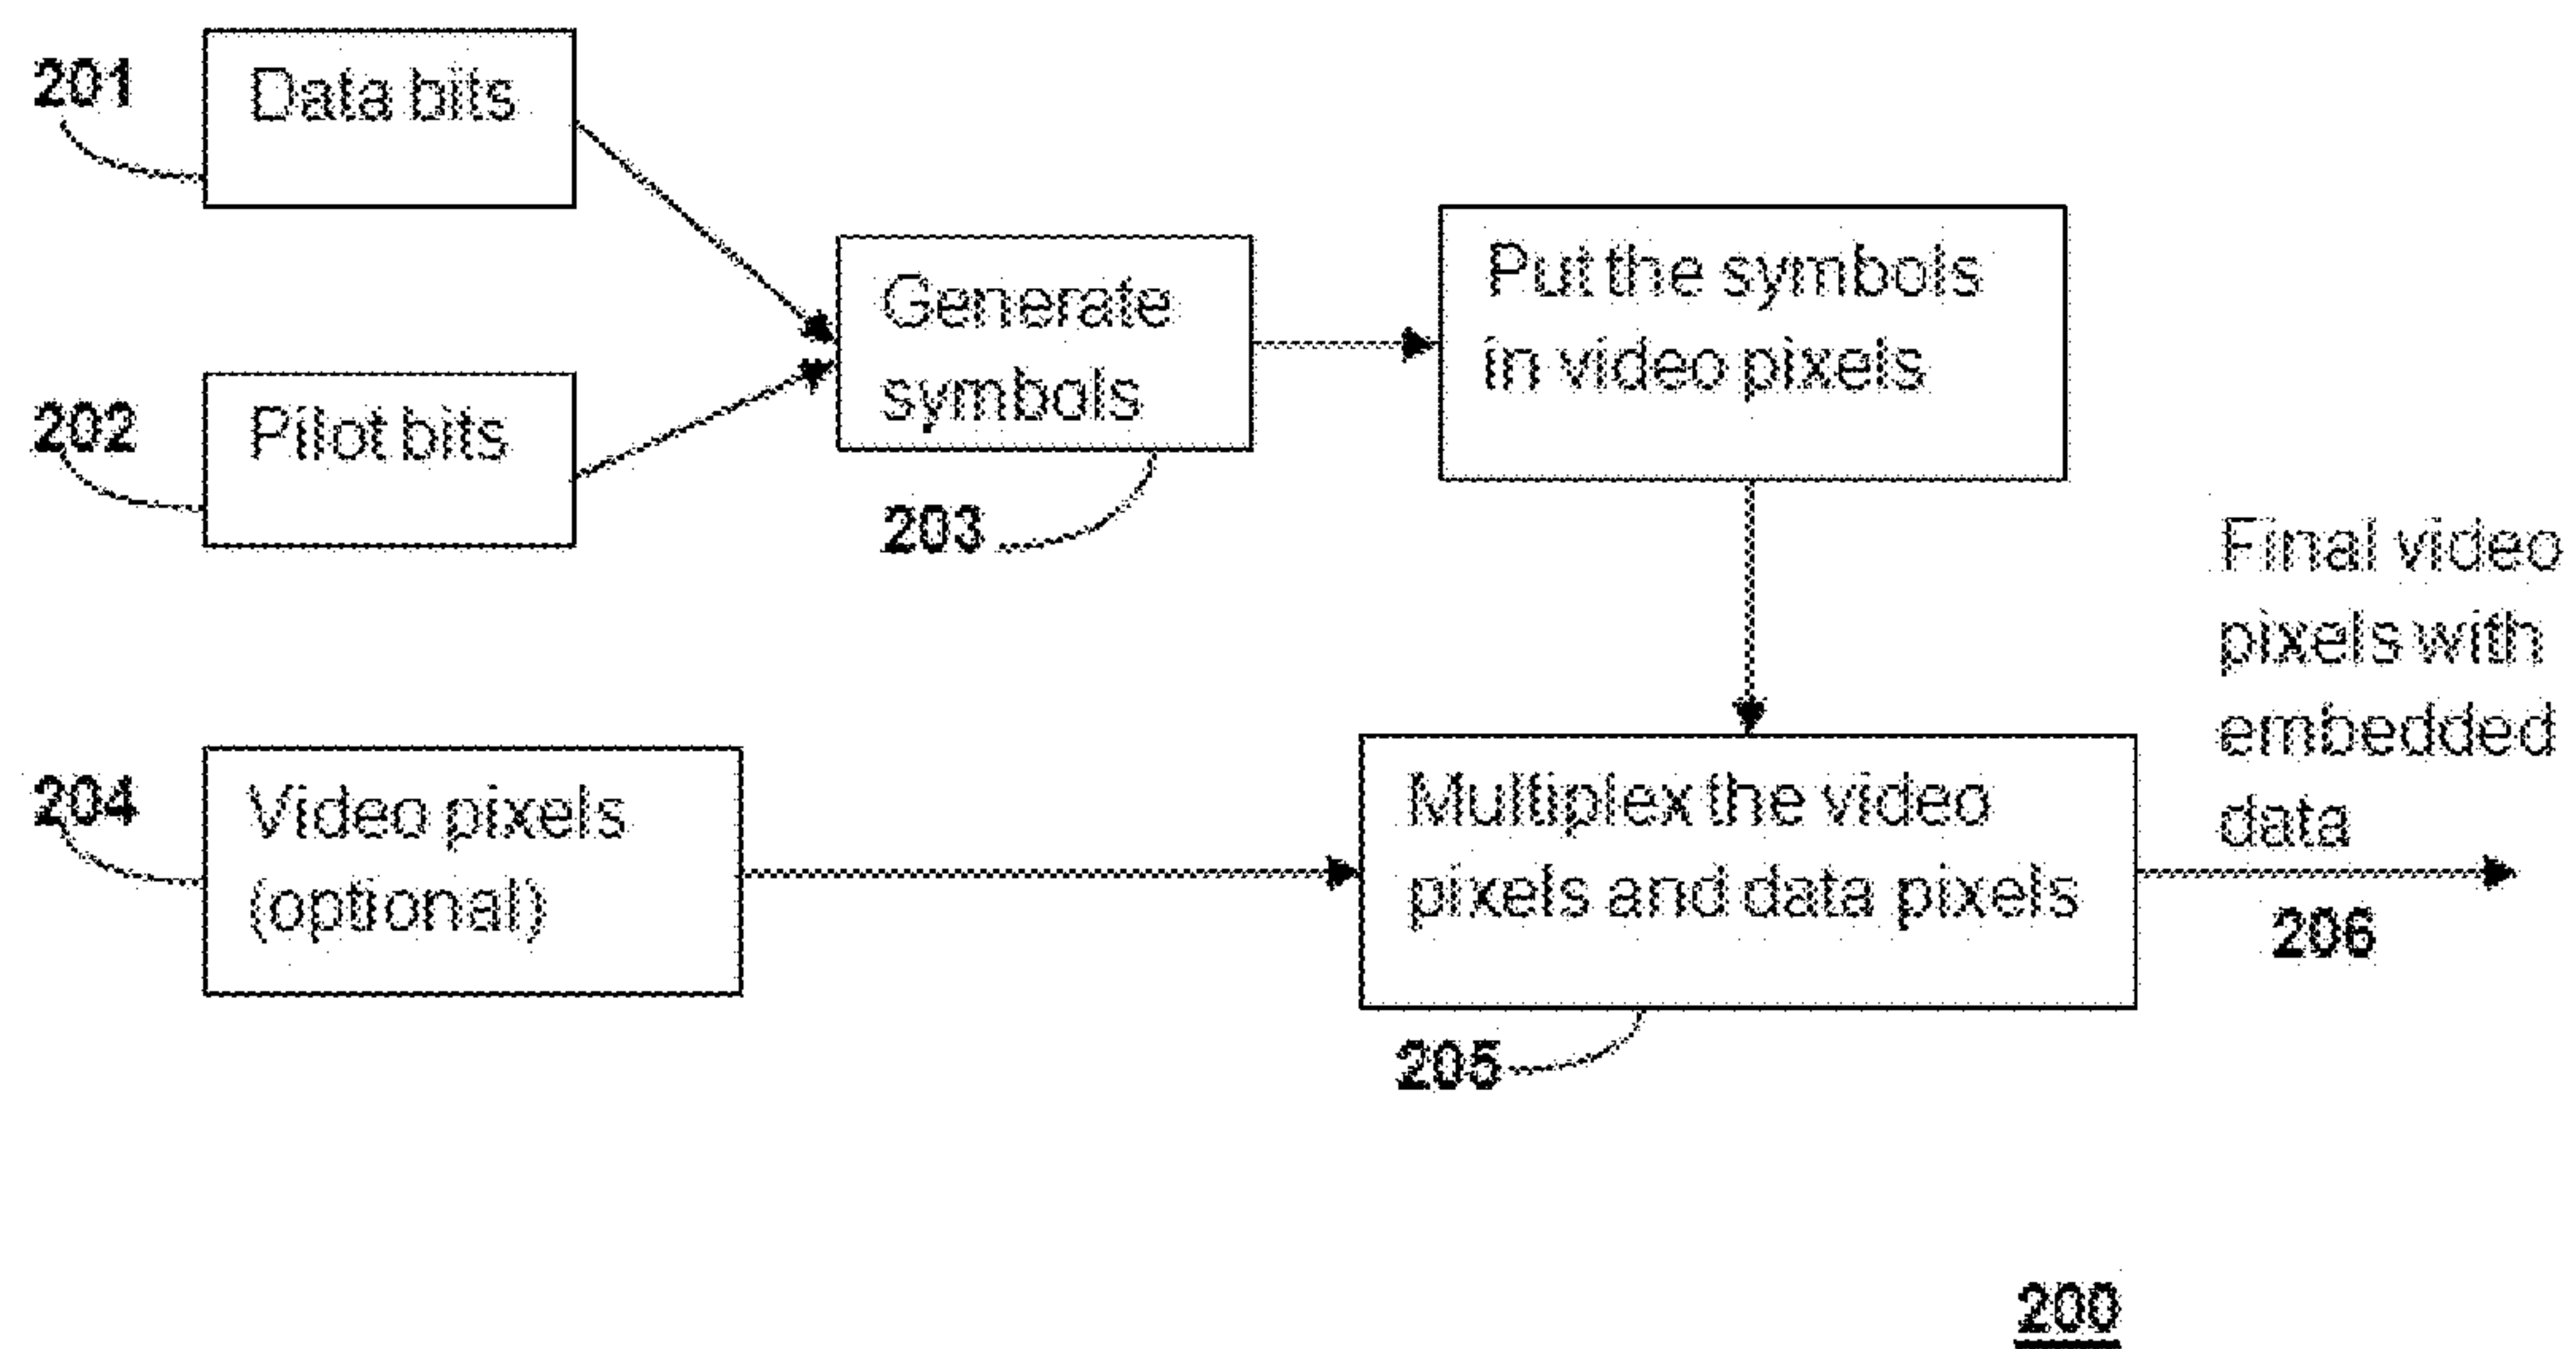 201
Data bits
202
Pilot bits
Generate
symbols
203
Put the symbols
in video pixels
204
Video pixels
(optional)
Multiplex the video
pixels and data pixels
205
Final video
pixels with
embedded
data
206
200